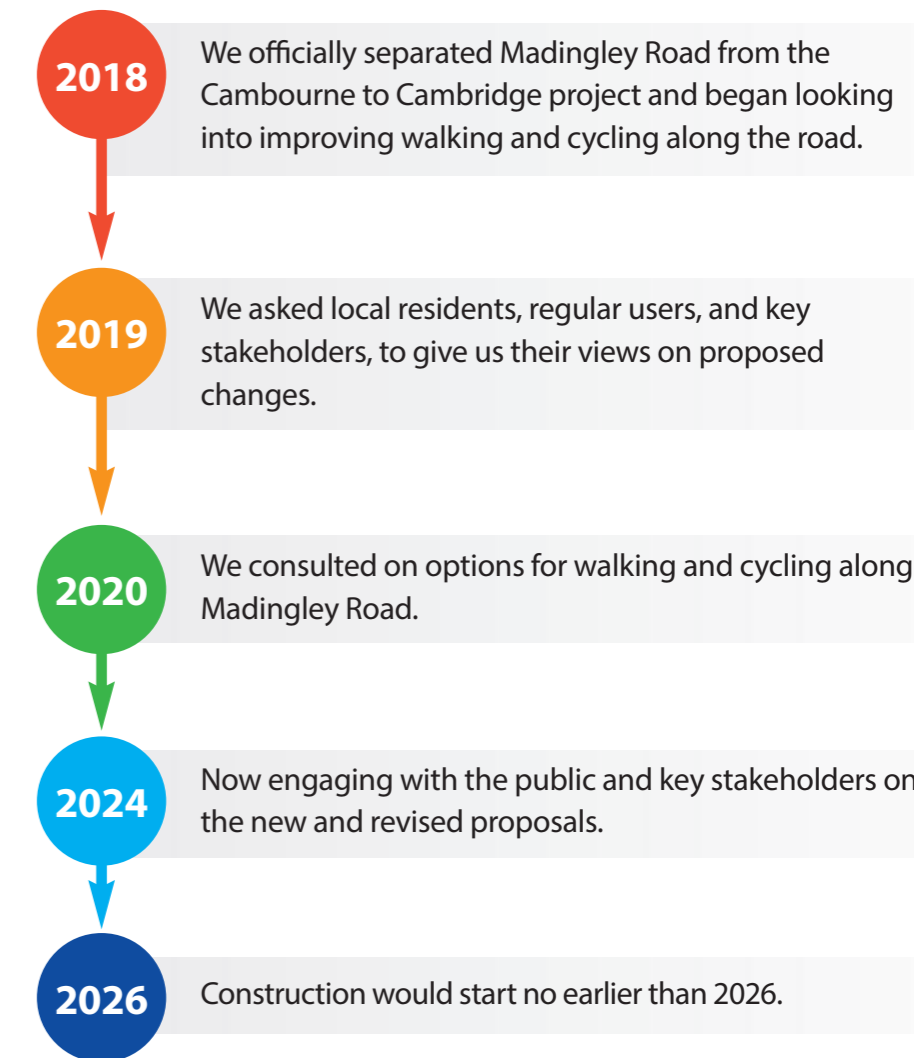 2018
We officially separated Madingley Road from the
Cambourne to Cambridge project and began looking
into improving walking and cycling along the road.
2019
We asked local residents, regular users, and key
stakeholders, to give us their views on proposed
changes.
2020
We consulted on options for walking and cycling along
Madingley Road.
2024
Now engaging with the public and key stakeholders on
the new and revised proposals.
2026
Construction would start no earlier than 2026.